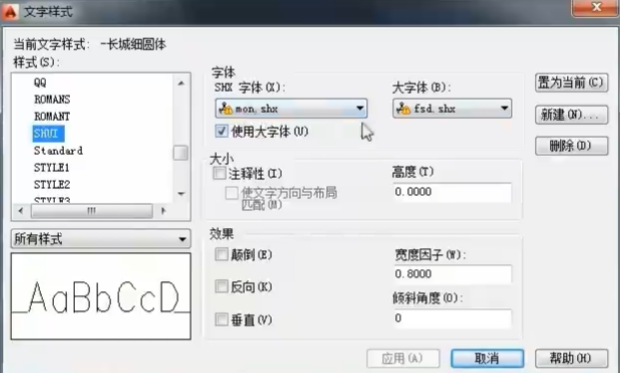 文字样式
当前文字样式: -长城细圆体
样式(S):
QQ
ROMANS
ROMANT
SHUI
Standard
STYLE1
STYLE2
STYLE3
所有样式
AaBbCcD
字体
SHX 字体(X):
mon.shx
使用大字体(U)
大字体(B):
fsd.shx
大小
注释性(I)
使文字方向与布局
匹配(M)
高度(T)
0.0000
效果
颠倒(E)
反向(K)
垂直(V)
宽度因子(W):
0.8000
倾斜角度(O):
0
置为当前(C)
新建(N)...
删除(D)
应用(A)
取消
帮助(H)